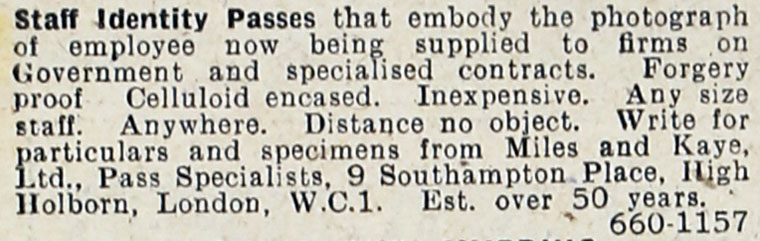 Staff Identity Passes that embody the photograph
of employee now being supplied to firms on
Government and specialised contracts. Forgery
proof Celluloid encased. Inexpensive. Any size
staff. Anywhere. Distance no object. Write for
particulars and specimens from Miles and Kaye,
Ltd., Pass Specialists, 9 Southampton Place, High
Holborn, London, W.C.1. Est. over 50 years.
660-1157